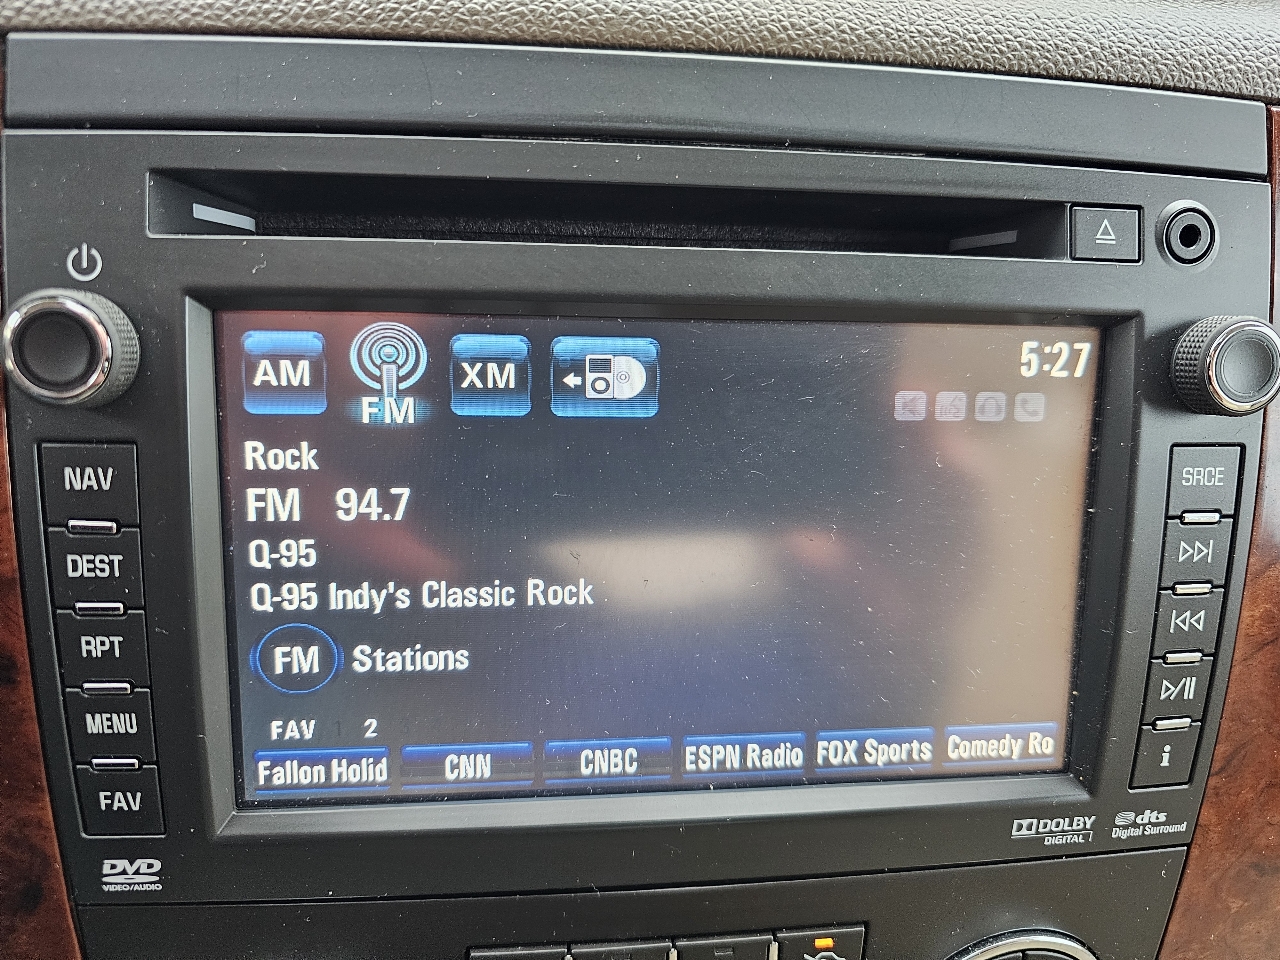 AM FM XM
5:27
Rock
FM 94.7
Q-95
Q-95 Indy's Classic Rock
FM Stations
FAV 1 2
Fallon Holid CNN CNBC ESPN Radio FOX Sports Comedy Ro
NAV
DEST
RPT
MENU
FAV
SRCE
i
DVD
VIDEO/AUDIO
DOLBY
DIGITAL
dts
Digital Surround